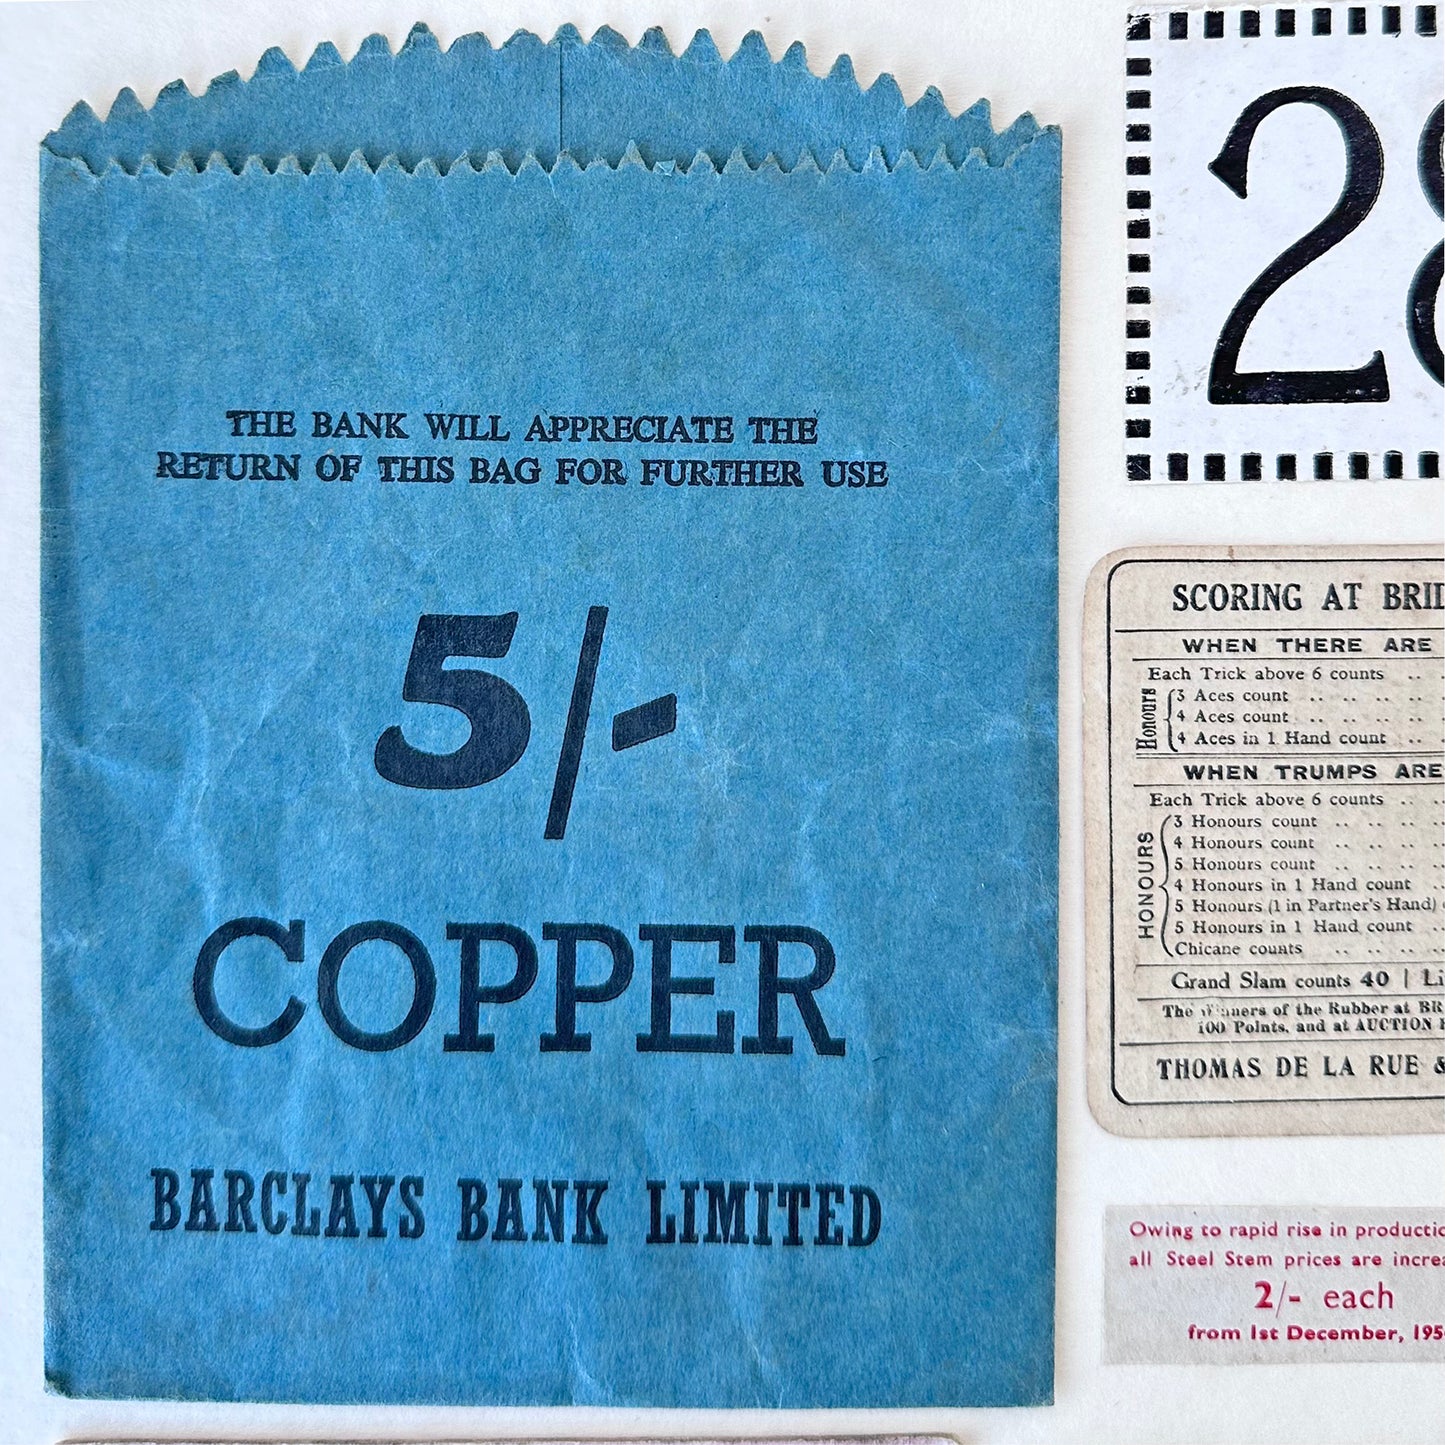 THE BANK WILL APPRECIATE THE
RETURN OF THIS BAG FOR FURTHER USE
5/-
COPPER
BARCLAYS BANK LIMITED
28
SCORING AT
WHEN THERE ARE
Each Trick above 6 counts
Honours
3 Aces count
4 Aces count
4 Aces in 1 Hand count
WHEN TRUMPS ARE
Each Trick above 6 counts
HONOURS
3 Honours count
4 Honours count
5 Honours count
4 Honours in 1 Hand count
5 Honours (1 in Partner's Hand)
5 Honours in 1 Hand count
Chicane counts
Grand Slam counts 40 |
The Winners of the Rubber at
100 Points, and at AUCTION
THOMAS DE LA RUE &
Owing to rapid rise in
all Steel Stem prices are
2/- each
from 1st December,